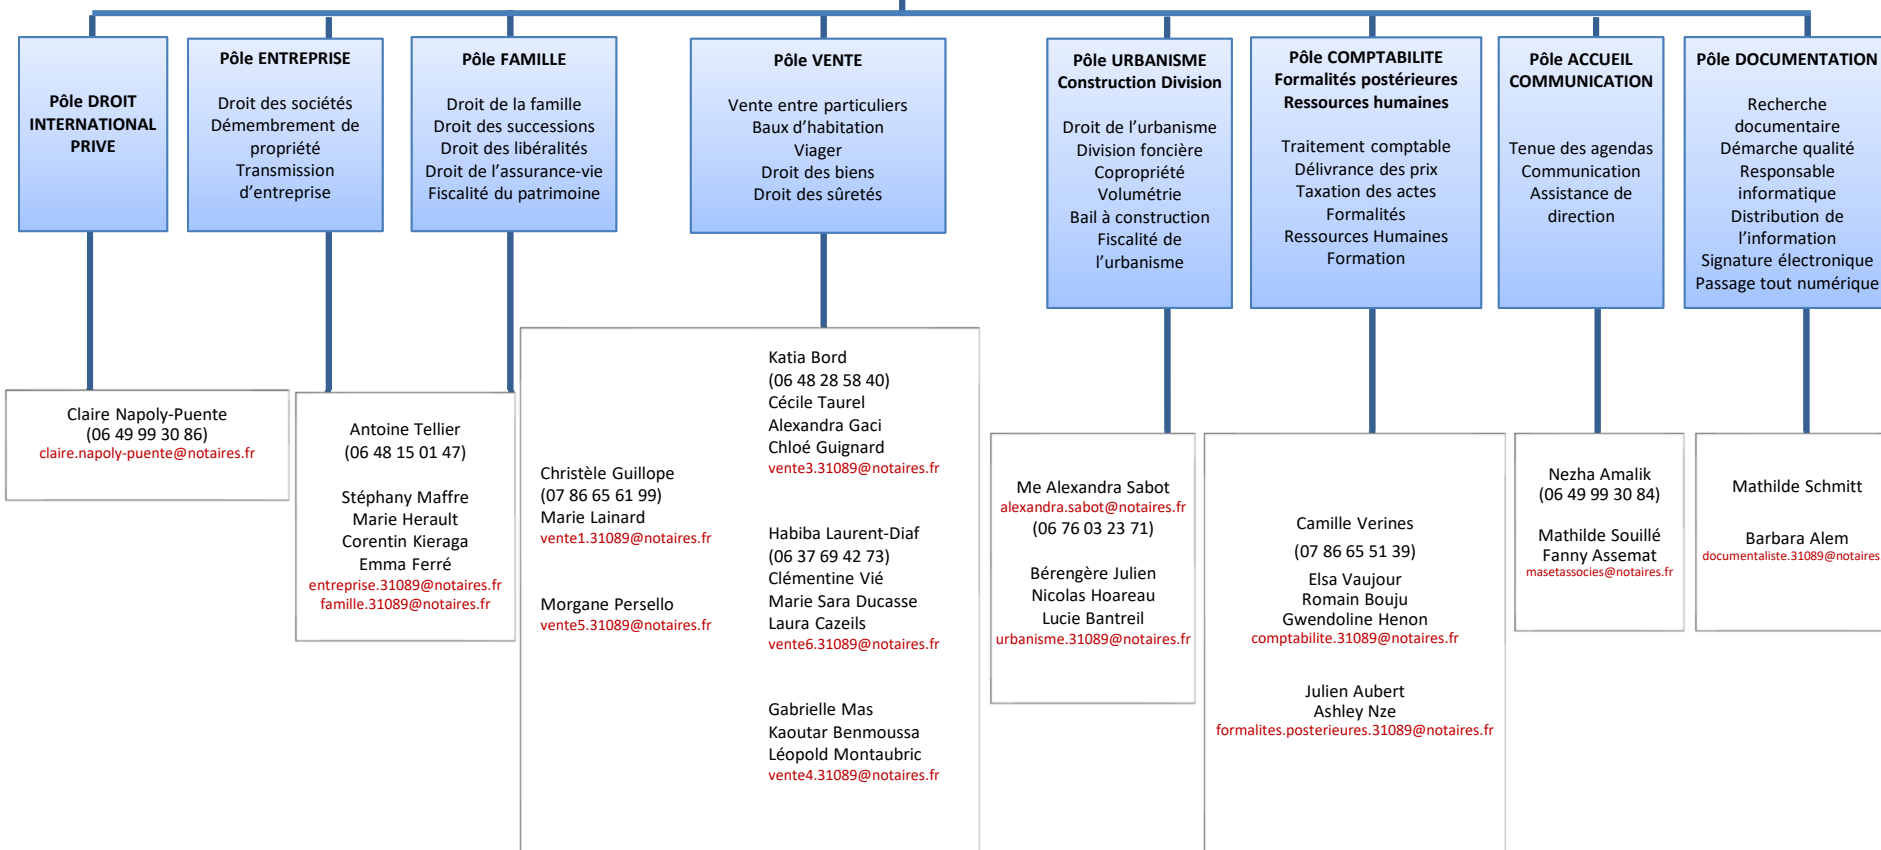 Pôle DROIT
INTERNATIONAL
PRIVE
Pôle ENTREPRISE
Droit des sociétés
Démembrement de
propriété
Transmission
d’entreprise
Pôle FAMILLE
Droit de la famille
Droit des successions
Droit des libéralités
Droit de l’assurance-vie
Fiscalité du patrimoine
Pôle VENTE
Vente entre particuliers
Baux d’habitation
Viager
Droit des biens
Droit des sûretés
Pôle URBANISME
Construction Division
Droit de l’urbanisme
Division foncière
Copropriété
Volumétrie
Bail à construction
Fiscalité de
l’urbanisme
Pôle COMPTABILITE
Formalités postérieures
Ressources humaines
Traitement comptable
Délivrance des prix
Taxation des actes
Formalités
Ressources Humaines
Formation
Pôle ACCUEIL
COMMUNICATION
Tenue des agendas
Communication
Assistance de
direction
Pôle DOCUMENTATION
Recherche
documentaire
Démarche qualité
Responsable
informatique
Distribution de
l’information
Signature électronique
Passage tout numérique
Claire Napoly-Puente
(06 49 99 30 86)
claire.napoly-puente@notaires.fr
Antoine Tellier
(06 48 15 01 47)
Stéphany Maffre
Marie Herault
Corentin Kieraga
Emma Ferré
entreprise.31089@notaires.fr
famille.31089@notaires.fr
Christèle Guillope
(07 86 65 61 99)
Marie Lainard
vente1.31089@notaires.fr
Morgane Persello
vente5.31089@notaires.fr
Katia Bord
(06 48 28 58 40)
Cécile Taurel
Alexandra Gaci
Chloé Guignard
vente3.31089@notaires.fr
Habiba Laurent-Diaf
(06 37 69 42 73)
Clémentine Vié
Marie Sara Ducasse
Laura Cazeils
vente6.31089@notaires.fr
Gabrielle Mas
Kaoutar Benmoussa
Léopold Montaubric
vente4.31089@notaires.fr
Me Alexandra Sabot
alexandra.sabot@notaires.fr
(06 76 03 23 71)
Bérengère Julien
Nicolas Hoareau
Lucie Bantreil
urbanisme.31089@notaires.fr
Camille Verines
(07 86 65 51 39)
Elsa Vaujour
Romain Bouju
Gwendoline Henon
comptabilite.31089@notaires.fr
Julien Aubert
Ashley Nze
formalites.posterieures.31089@notaires.fr
Nezha Amalik
(06 49 99 30 84)
Mathilde Souillé
Fanny Assemat
masetassocies@notaires.fr
Mathilde Schmitt
Barbara Alem
documentaliste.31089@notaires